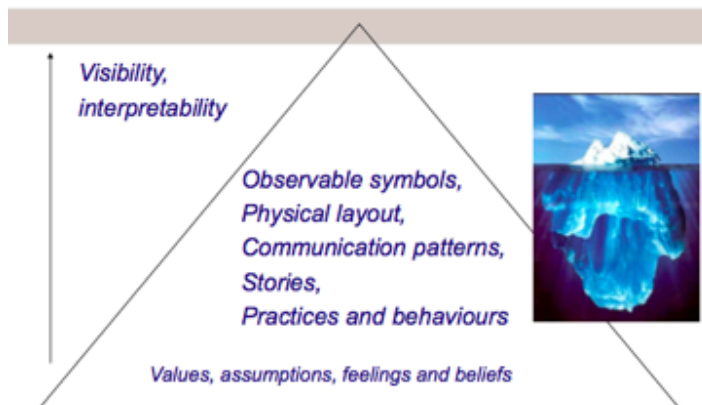 Visibility,
interpretability
Observable symbols,
Physical layout,
Communication patterns,
Stories,
Practices and behaviours
Values, assumptions, feelings and beliefs